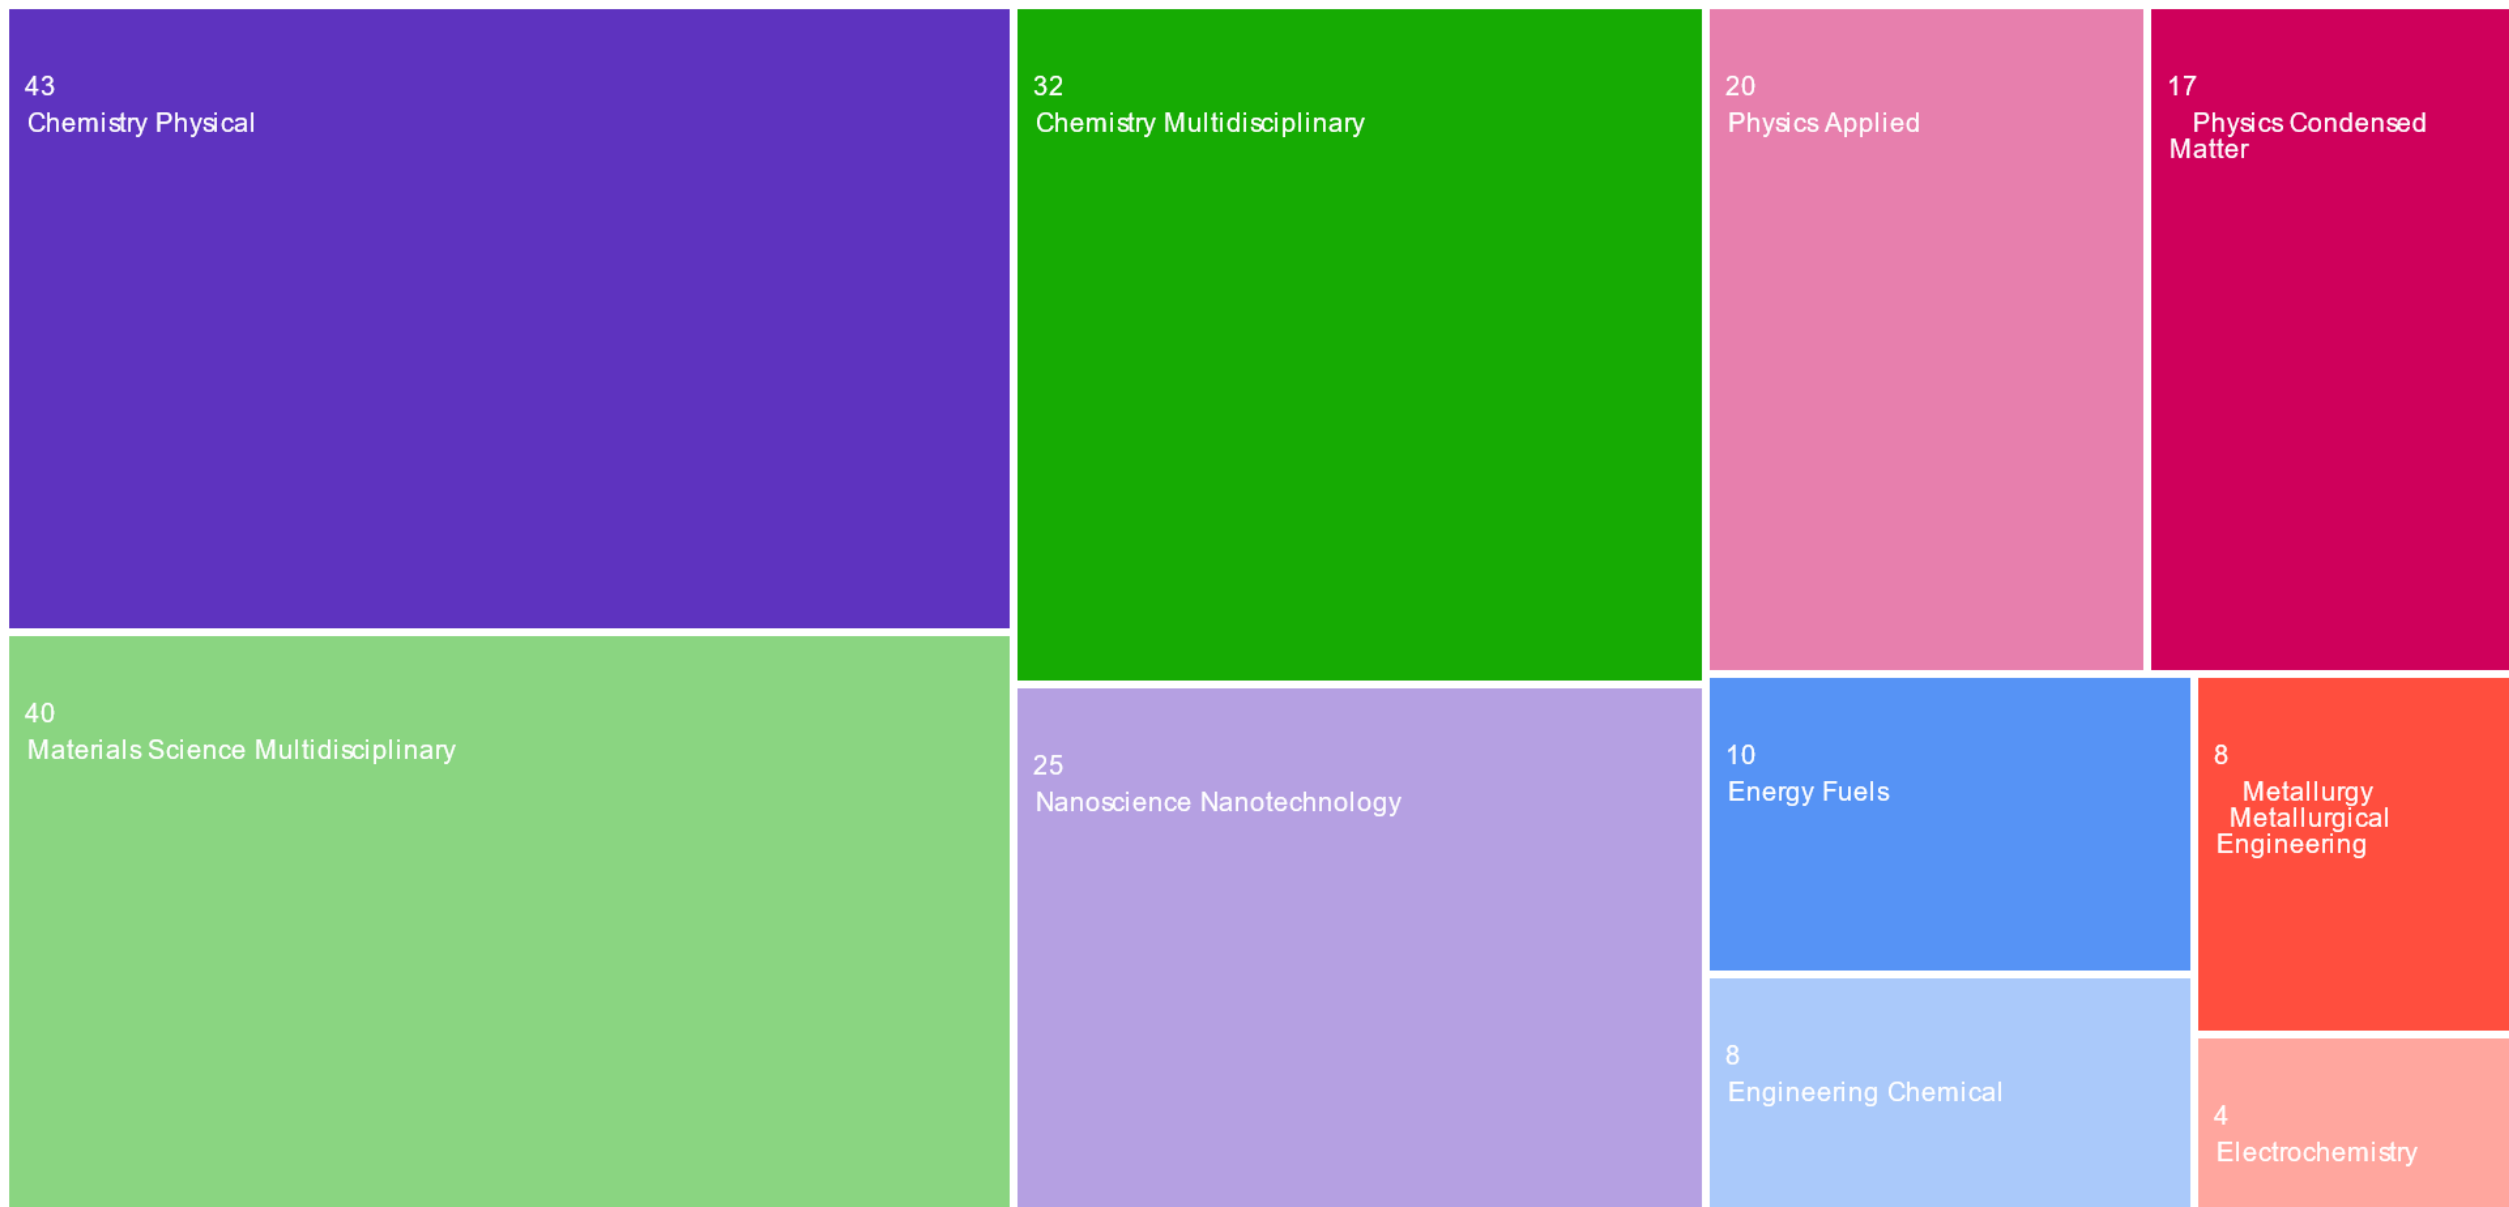 43
Chemistry Physical
32
Chemistry Multidisciplinary
20
Physics Applied
17
Physics Condensed
Matter
40
Materials Science Multidisciplinary
25
Nanoscience Nanotechnology
10
Energy Fuels
8
Metallurgy
Metallurgical
Engineering
8
Engineering Chemical
4
Electrochemistry